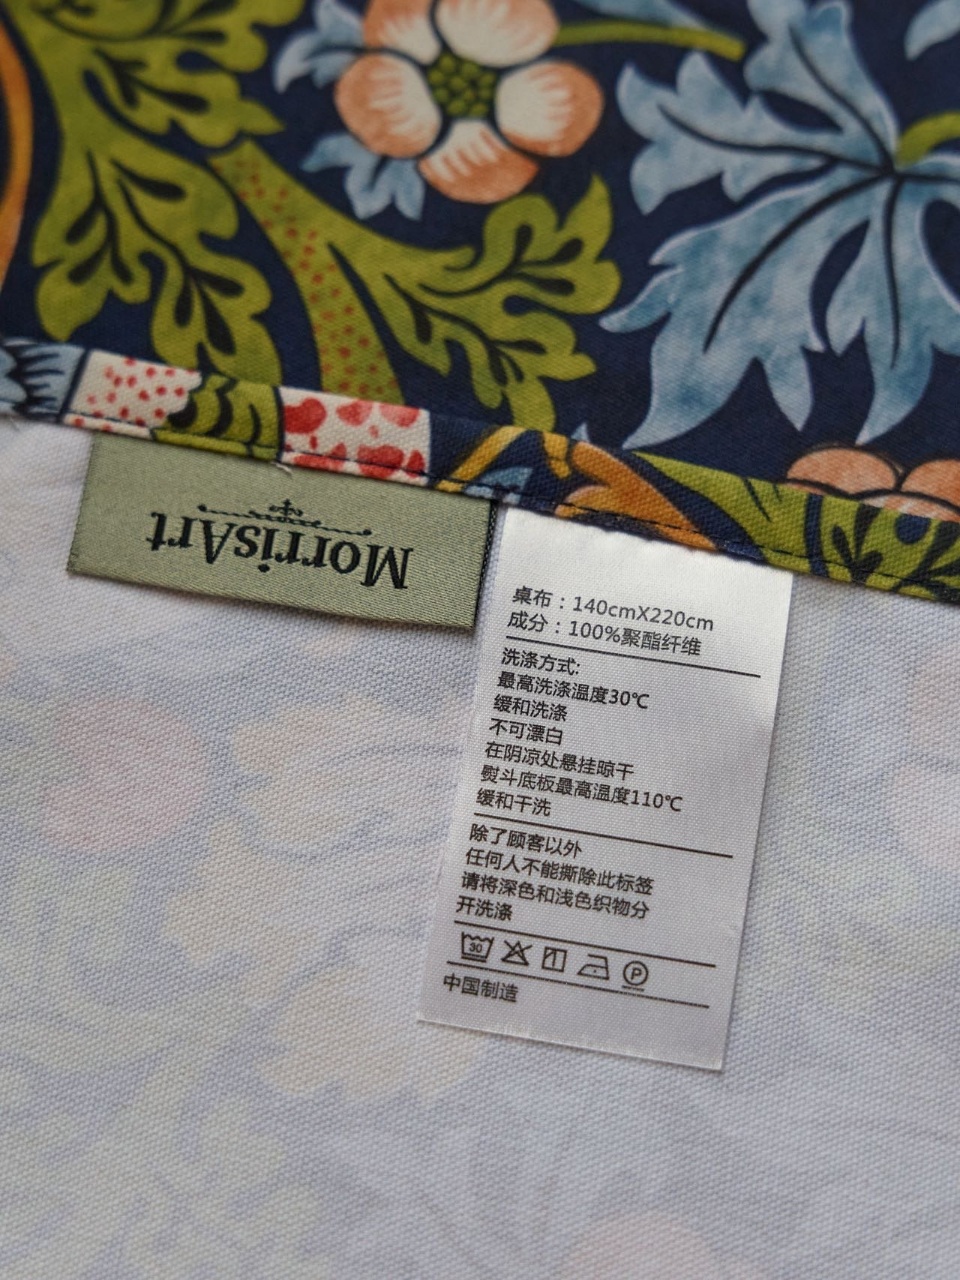 MorrisArt
桌布：140cmX220cm
成分：100%聚酯纤维
洗涤方式:
最高洗涤温度30℃
缓和洗涤
不可漂白
在阴凉处悬挂晾干
熨斗底板最高温度110℃
缓和干洗
除了顾客以外
任何人不能撕除此标签
请将深色和浅色织物分
开洗涤
30 P
中国制造